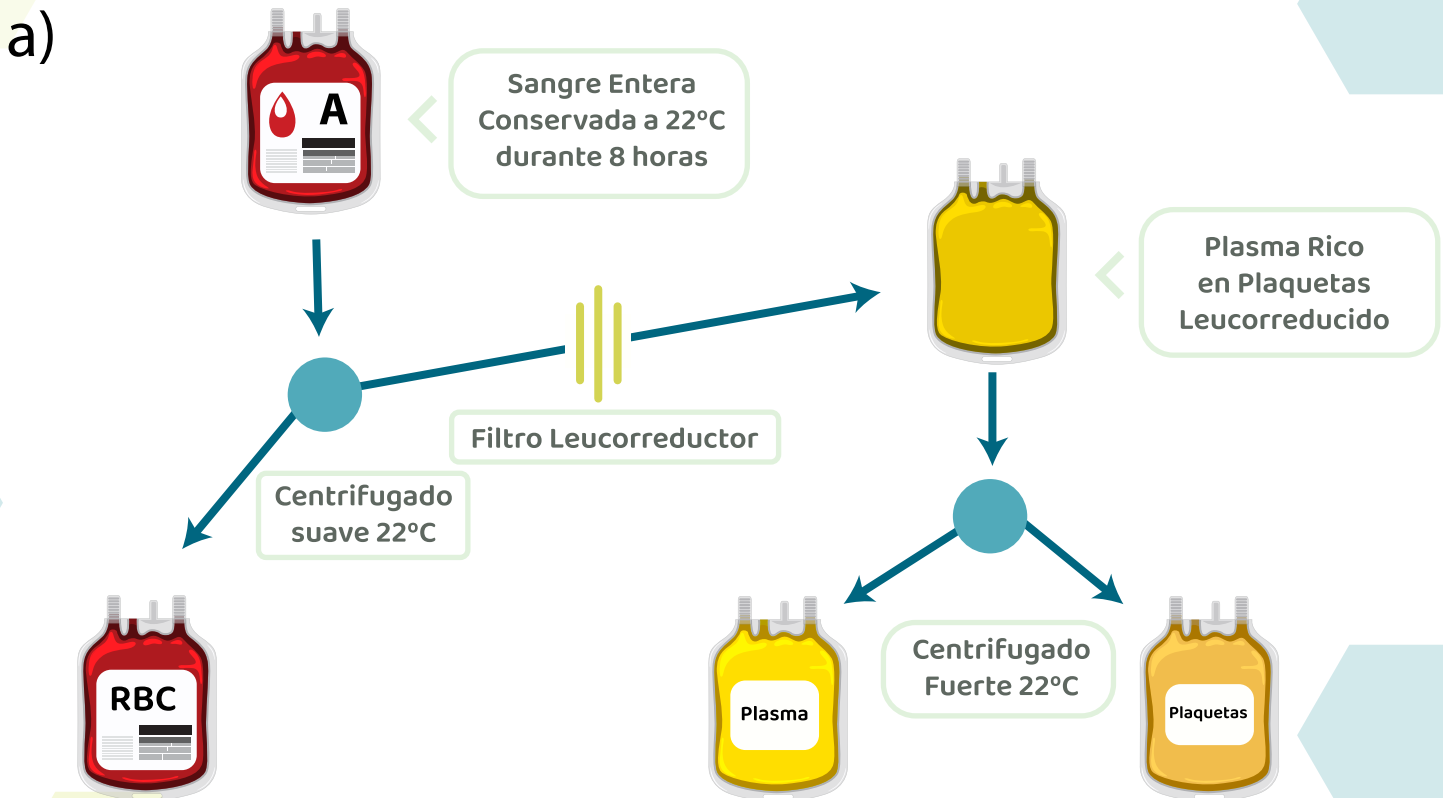 a)
A
Sangre Entera
Conservada a 22ºC
durante 8 horas
Plasma Rico
en Plaquetas
Leucorreducido
Filtro Leucorreductor
Centrifugado
suave 22ºC
RBC
Plasma
Centrifugado
Fuerte 22ºC
Plaquetas